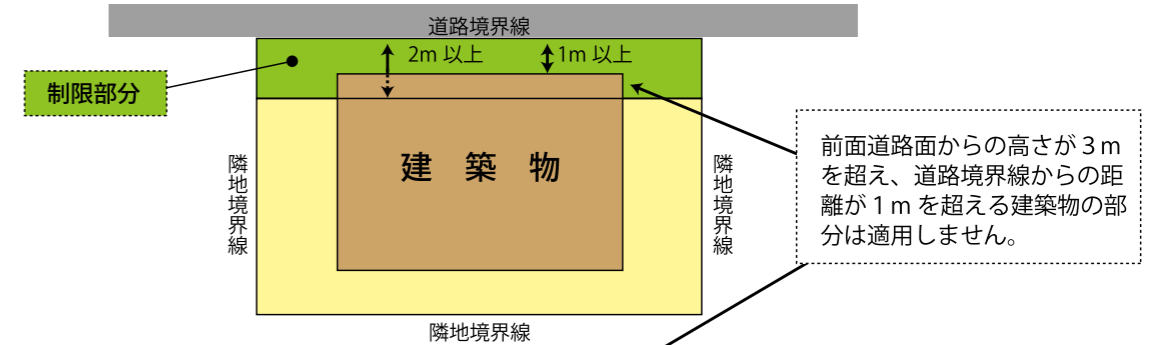 道路境界線
2m 以上
1m 以上
制限部分
建 築 物
隣地境界線
隣地境界線
前面道路面からの高さが 3 m
を超え、道路境界線からの距
離が 1 m を超える建築物の部
分は適用しません。
隣地境界線